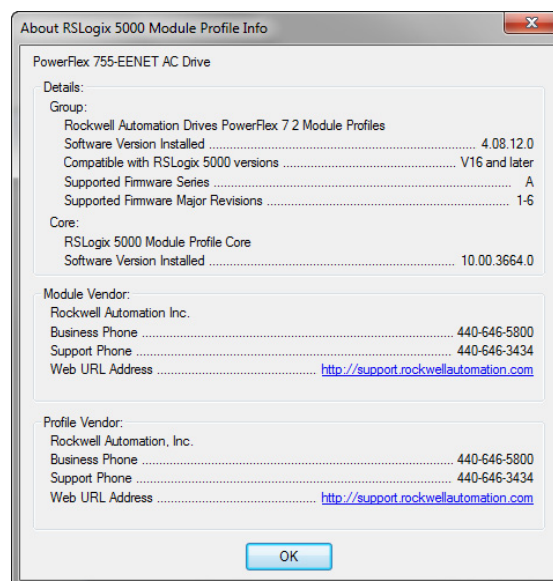 About RSLogix 5000 Module Profile Info
PowerFlex 755-EENET AC Drive
Details:
Group:
Rockwell Automation Drives PowerFlex 7 2 Module Profiles
Software Version Installed ........ 4.08.12.0
Compatible with RSLogix 5000 versions ........ V16 and later
Supported Firmware Series ........ A
Supported Firmware Major Revisions ........ 1-6
Core:
RSLogix 5000 Module Profile Core
Software Version Installed ........ 10.00.3664.0
Module Vendor:
Rockwell Automation Inc.
Business Phone ........ 440-646-5800
Support Phone ........ 440-646-3434
Web URL Address ........ http://support.rockwellautomation.com
Profile Vendor:
Rockwell Automation, Inc.
Business Phone ........ 440-646-5800
Support Phone ........ 440-646-3434
Web URL Address ........ http://support.rockwellautomation.com
OK